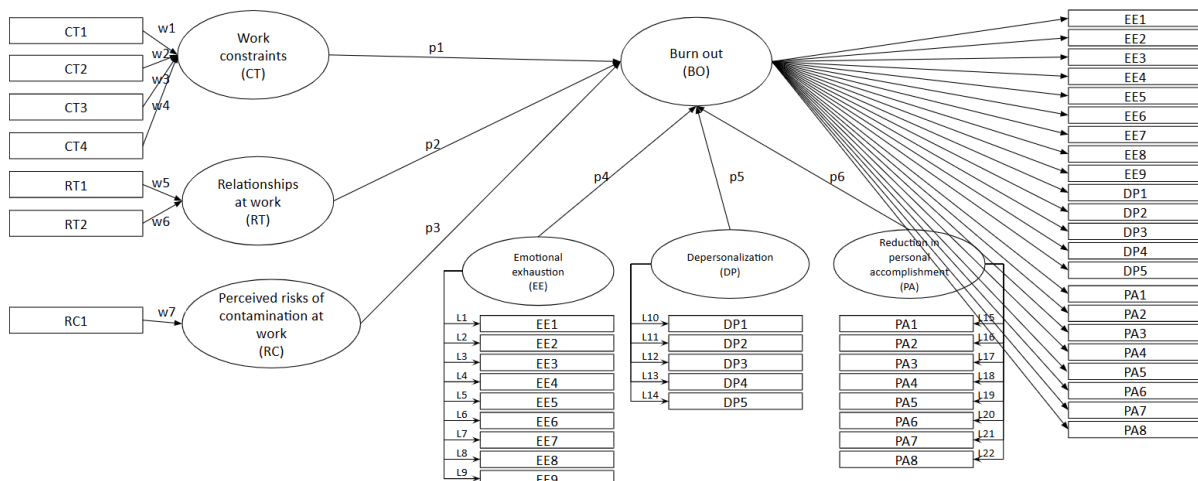 CT1
CT2
CT3
CT4
RT1
RT2
RC1
w1
w2
w3
w4
w5
w6
w7
Work
constraints
(CT)
Relationships
at work
(RT)
Perceived risks of
contamination at
work
(RC)
p1
p2
p3
p4
p5
p6
Burn out
(BO)
Emotional
exhaustion
(EE)
L1
L2
L3
L4
L5
L6
L7
L8
L9
EE1
EE2
EE3
EE4
EE5
EE6
EE7
EE8
EE9
Depersonalization
(DP)
L10
L11
L12
L13
L14
DP1
DP2
DP3
DP4
DP5
Reduction in
personal
accomplishment
(PA)
PA1
PA2
PA3
PA4
PA5
PA6
PA7
PA8
L15
L16
L17
L18
L19
L20
L21
L22
EE1
EE2
EE3
EE4
EE5
EE6
EE7
EE8
EE9
DP1
DP2
DP3
DP4
DP5
PA1
PA2
PA3
PA4
PA5
PA6
PA7
PA8